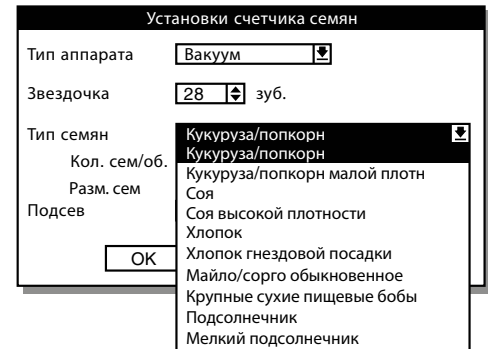 Установки счетчика семян
Тип аппарата Вакуум
Звездочка 28 зуб.
Тип семян Кукуруза/попкорн
Кол. сем/об. Кукуруза/попкорн
Кукуруза/попкорн малой плотн
Разм. сем Соя
Подсев Соя высокой плотности
Хлопок
OK Хлопок гнездовой посадки
Майло/сорго обыкновенное
Крупные сухие пищевые бобы
Подсолнечник
Мелкий подсолнечник